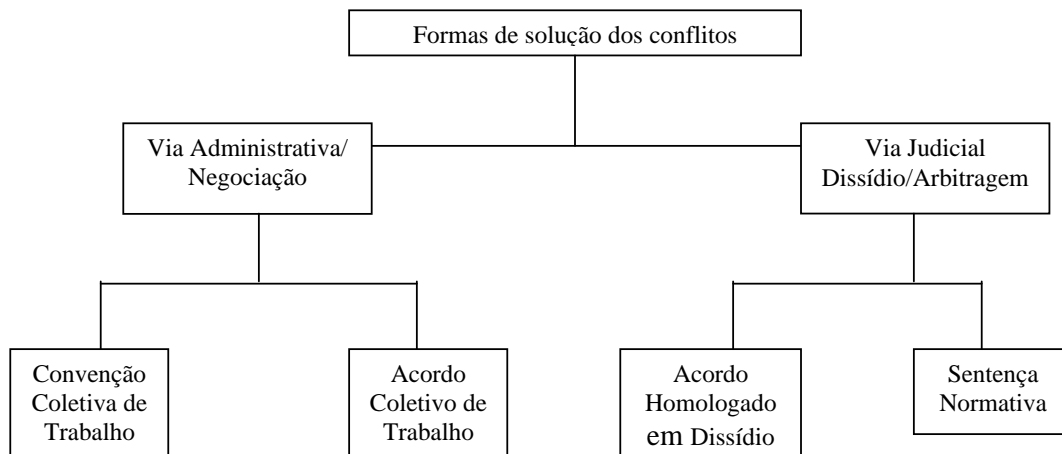 Formas de solução dos conflitos
Via Administrativa/
Negociação
Via Judicial
Dissídio/Arbitragem
Convenção
Coletiva de
Trabalho
Acordo
Coletivo de
Trabalho
Acordo
Homologado
em Dissídio
Sentença
Normativa